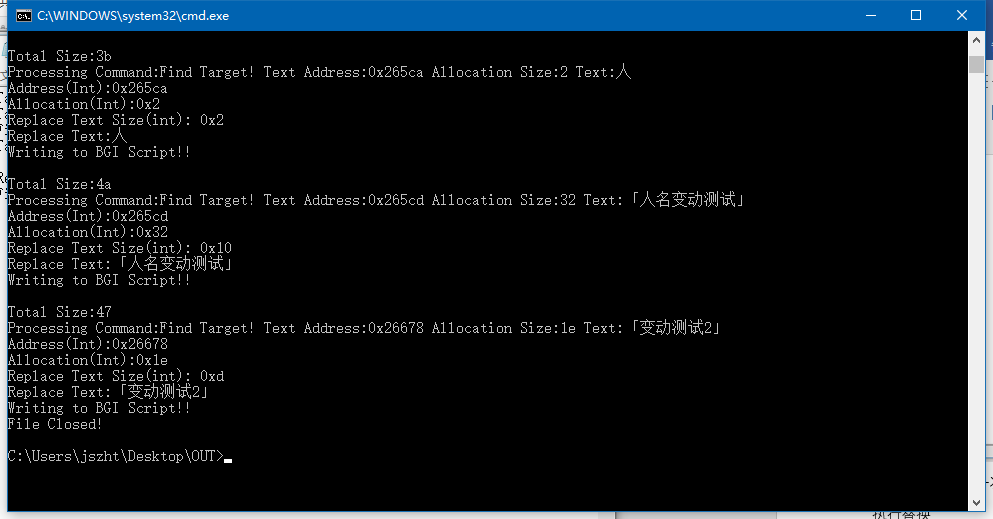 C:\WINDOWS\system32\cmd.exe
Total Size:3b
Processing Command:Find Target! Text Address:0x265ca Allocation Size:2 Text:人
Address(Int):0x265ca
Allocation(Int):0x2
Replace Text Size(int): 0x2
Replace Text:人
Writing to BGI Script!!
Total Size:4a
Processing Command:Find Target! Text Address:0x265cd Allocation Size:32 Text:「人名变动测试」
Address(Int):0x265cd
Allocation(Int):0x32
Replace Text Size(int): 0x10
Replace Text:「人名变动测试」
Writing to BGI Script!!
Total Size:47
Processing Command:Find Target! Text Address:0x26678 Allocation Size:1e Text:「变动测试2」
Address(Int):0x26678
Allocation(Int):0x1e
Replace Text Size(int): 0xd
Replace Text:「变动测试2」
Writing to BGI Script!!
File Closed!
C:\Users\jszht\Desktop\OUT>
执行替换